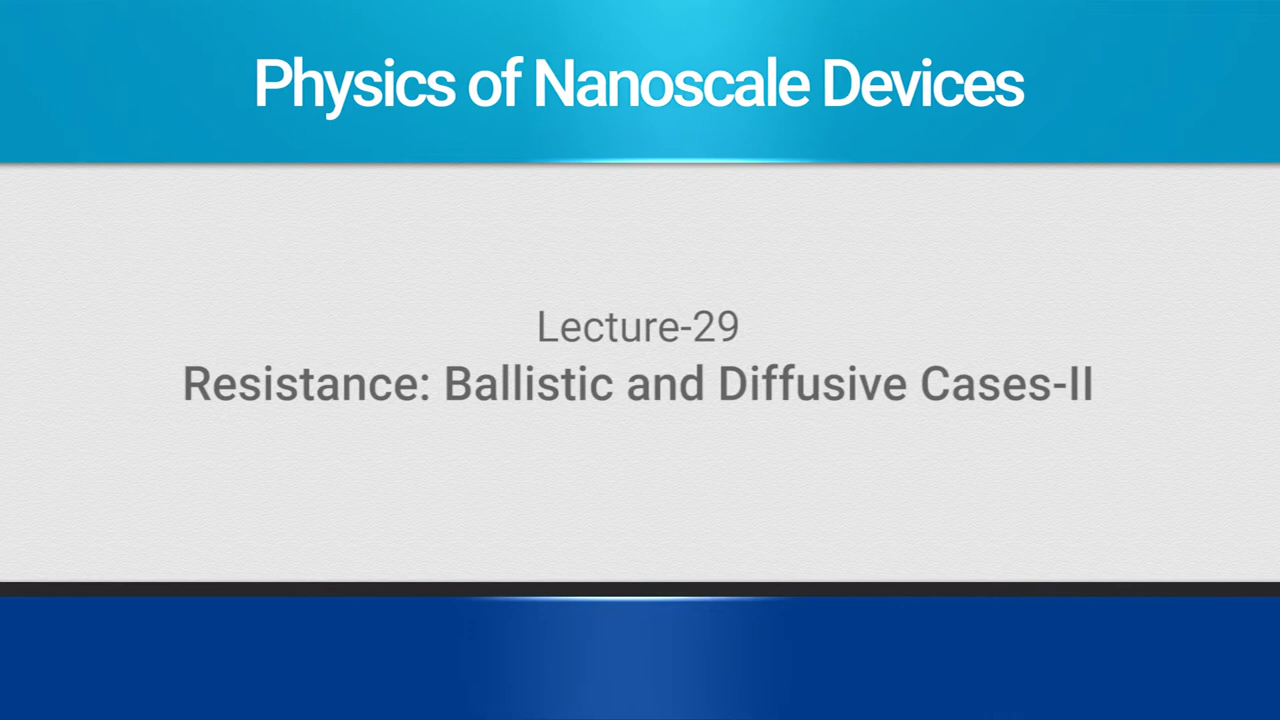 Physics of Nanoscale Devices
Lecture-29
Resistance: Ballistic and Diffusive Cases-II